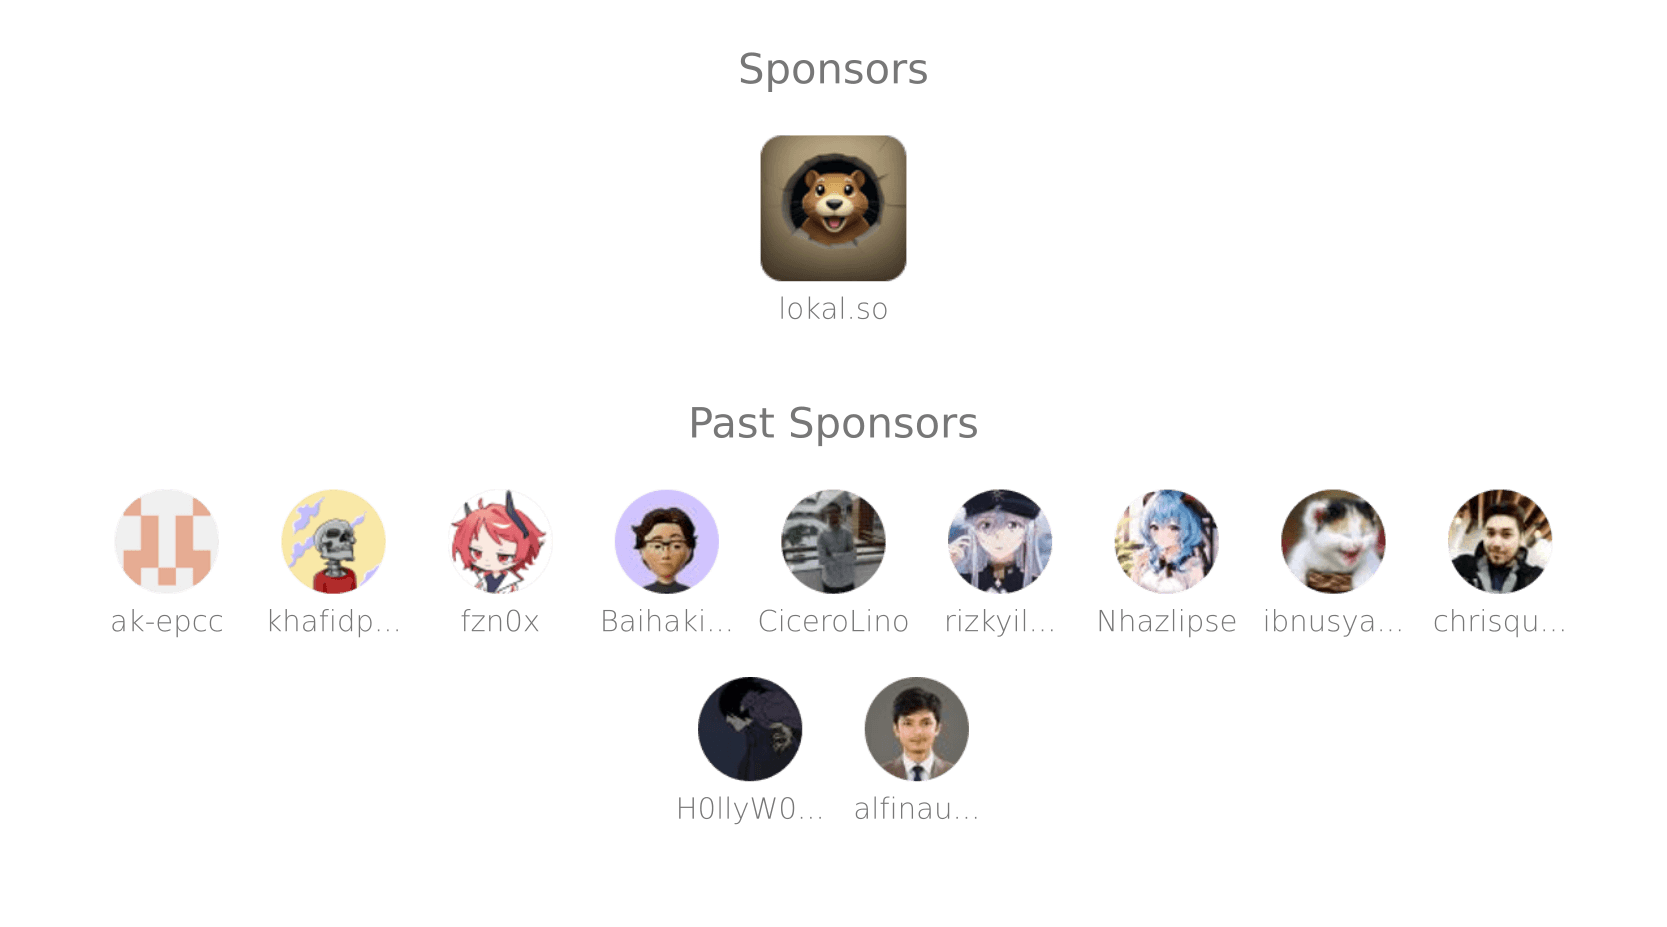 Sponsors
lokal.so
Past Sponsors
ak-epcc khafidp... fzn0x Baihaki... CiceroLino rizkyil... Nhazlipse ibnusya... chrisqu...
H0llyW0... alfinau...